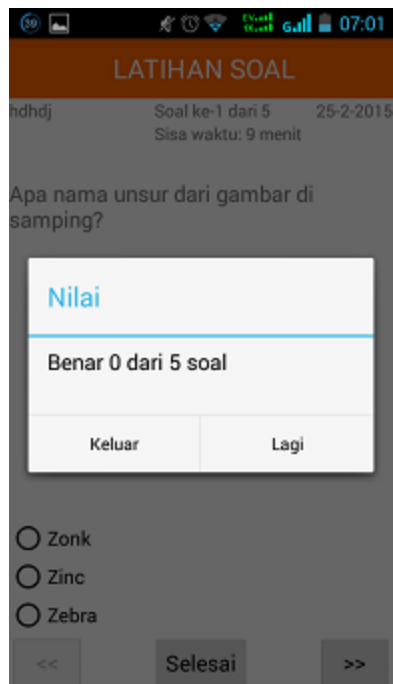 39
07:01
LATIHAN SOAL
hdhdj
Soal ke-1 dari 5
25-2-2015
Sisa waktu: 9 menit
Apa nama unsur dari gambar di
samping?
Nilai
Benar 0 dari 5 soal
Keluar
Lagi
Zonk
Zinc
Zebra
<<
Selesai
>>